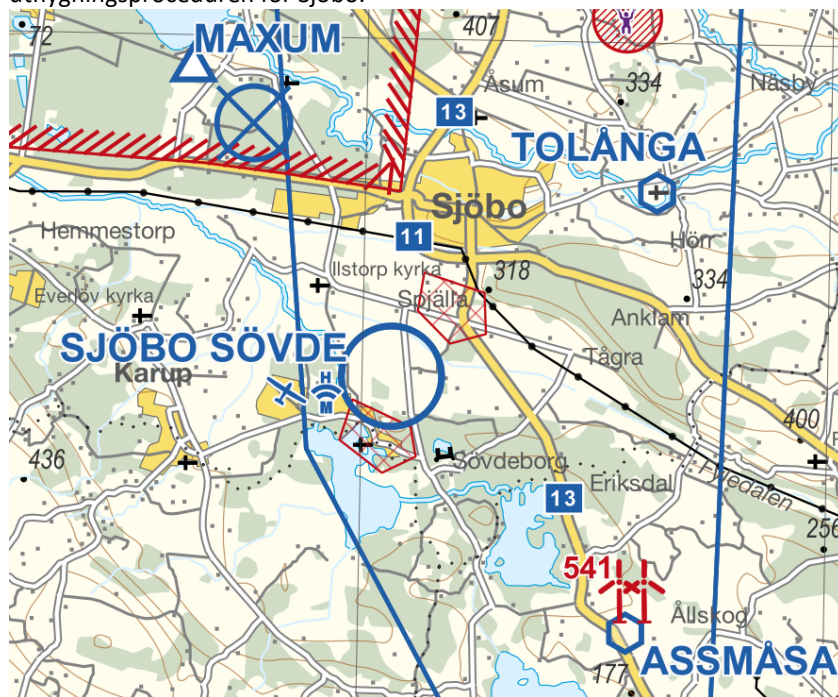 utflygningsproceduren för Sjöbo.
72
MAXUM
407
Åsum
334
Näsby
13
TOLÅNGA
Sjöbo
Hemmestorp
11
Hörr
Ilstorp kyrka
318
334
Everlöv kyrka
Spjälla
Anklam
SJÖBO SÖVDE
Tågra
Karup
H
M
400
436
Sövdeborg
Eriksdal
Fyledalen
13
256
541
Ållskog
ASSMÅSA
177